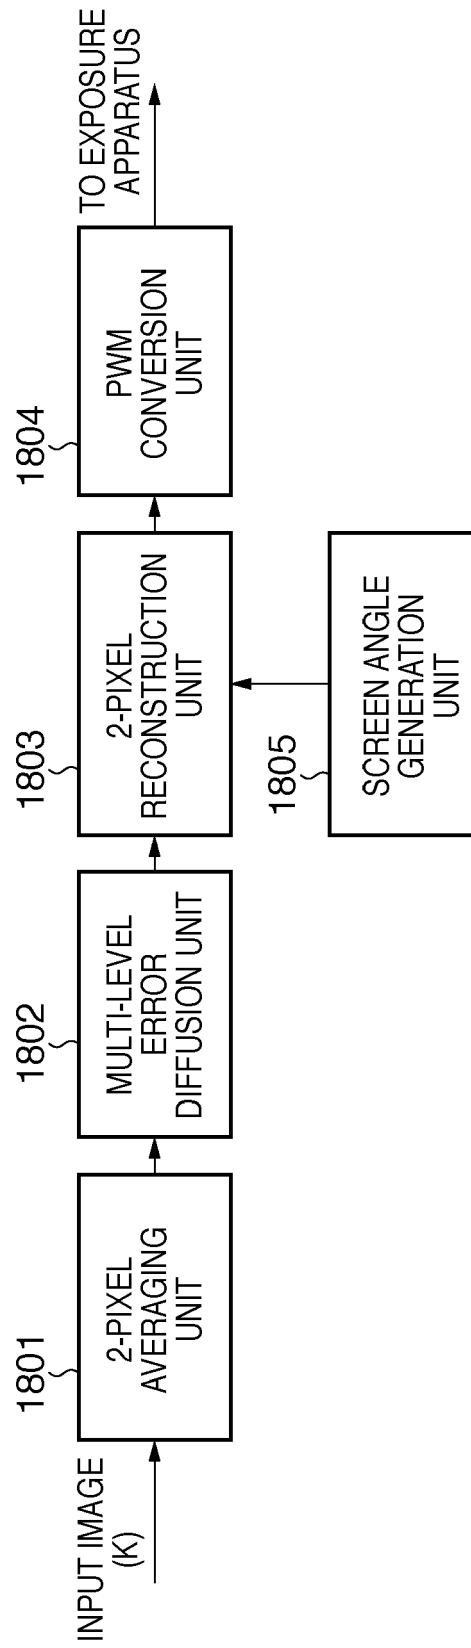 INPUT IMAGE
(K)
1801
2-PIXEL
AVERAGING
UNIT
1802
MULTI-LEVEL
ERROR
DIFFUSION UNIT
1803
2-PIXEL
RECONSTRUCTION
UNIT
1804
PWM
CONVERSION
UNIT
TO EXPOSURE
APPARATUS
1805
SCREEN ANGLE
GENERATION
UNIT